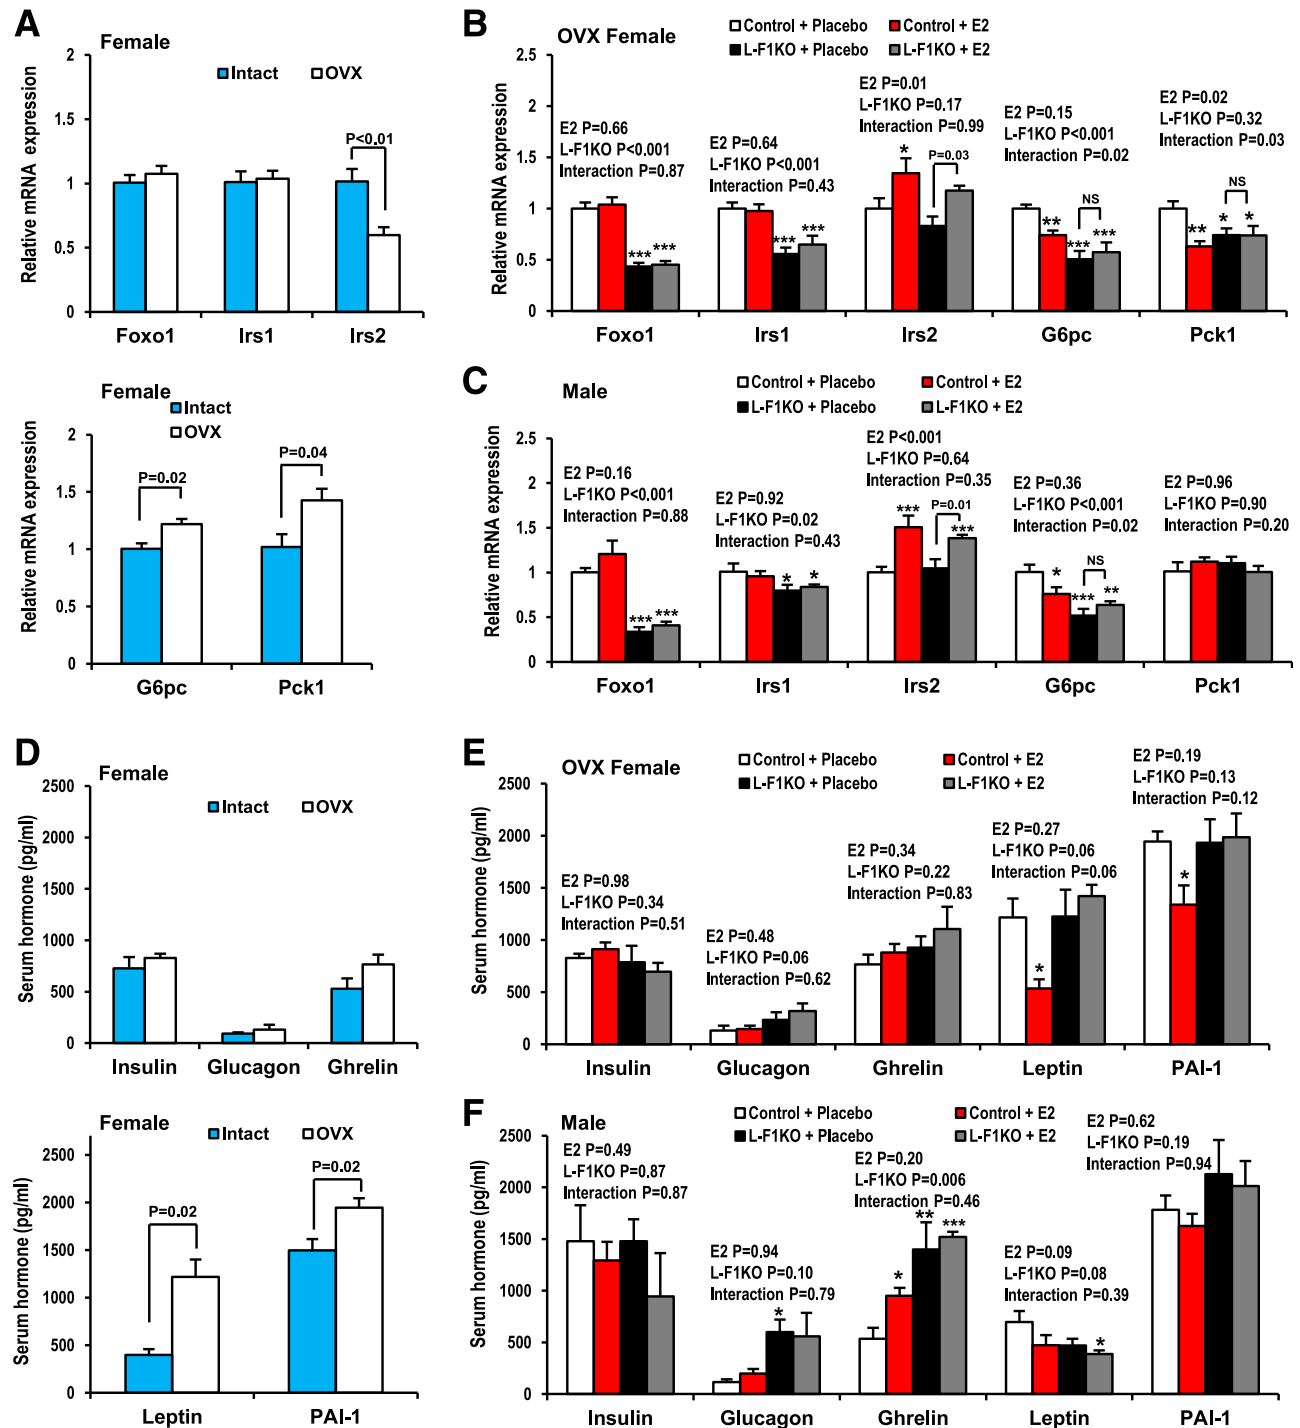 A
Female
Intact
OVX
P<0.01
Relative mRNA expression
2
1.5
1
0.5
0
Foxo1
Irs1
Irs2
Female
Intact
OVX
P=0.02
P=0.04
Relative mRNA expression
2
1.5
1
0.5
0
G6pc
Pck1
B
OVX Female
Control + Placebo
Control + E2
L-F1KO + Placebo
L-F1KO + E2
Relative mRNA expression
2.5
2
1.5
1
0.5
0
E2 P=0.66
L-F1KO P<0.001
Interaction P=0.87
*** ***
E2 P=0.64
L-F1KO P<0.001
Interaction P=0.43
*** ***
E2 P=0.01
L-F1KO P=0.17
Interaction P=0.99
*
P=0.03
E2 P=0.15
L-F1KO P<0.001
Interaction P=0.02
NS
** *** ***
E2 P=0.02
L-F1KO P=0.32
Interaction P=0.03
NS
** * *
Foxo1
Irs1
Irs2
G6pc
Pck1
C
Male
Control + Placebo
Control + E2
L-F1KO + Placebo
L-F1KO + E2
Relative mRNA expression
2.5
2
1.5
1
0.5
0
E2 P=0.16
L-F1KO P<0.001
Interaction P=0.88
*** ***
E2 P=0.92
L-F1KO P=0.02
Interaction P=0.43
* *
E2 P<0.001
L-F1KO P=0.64
Interaction P=0.35
P=0.01
*** ***
E2 P=0.36
L-F1KO P<0.001
Interaction P=0.02
NS
* *** **
E2 P=0.96
L-F1KO P=0.90
Interaction P=0.20
Foxo1
Irs1
Irs2
G6pc
Pck1
D
Female
Intact
OVX
Serum hormone (pg/ml)
2500
2000
1500
1000
500
0
Insulin
Glucagon
Ghrelin
Female
Intact
OVX
P=0.02
P=0.02
Serum hormone (pg/ml)
2500
2000
1500
1000
500
0
Leptin
PAI-1
E
OVX Female
Control + Placebo
Control + E2
L-F1KO + Placebo
L-F1KO + E2
Serum hormone (pg/ml)
2500
2000
1500
1000
500
0
E2 P=0.98
L-F1KO P=0.34
Interaction P=0.51
E2 P=0.48
L-F1KO P=0.06
Interaction P=0.62
E2 P=0.34
L-F1KO P=0.22
Interaction P=0.83
E2 P=0.27
L-F1KO P=0.06
Interaction P=0.06
*
E2 P=0.19
L-F1KO P=0.13
Interaction P=0.12
*
Insulin
Glucagon
Ghrelin
Leptin
PAI-1
F
Male
Control + Placebo
Control + E2
L-F1KO + Placebo
L-F1KO + E2
Serum hormone (pg/ml)
2500
2000
1500
1000
500
0
E2 P=0.49
L-F1KO P=0.87
Interaction P=0.87
E2 P=0.94
L-F1KO P=0.10
Interaction P=0.79
*
E2 P=0.20
L-F1KO P=0.006
Interaction P=0.46
* ** ***
E2 P=0.09
L-F1KO P=0.08
Interaction P=0.39
*
E2 P=0.62
L-F1KO P=0.19
Interaction P=0.94
Insulin
Glucagon
Ghrelin
Leptin
PAI-1